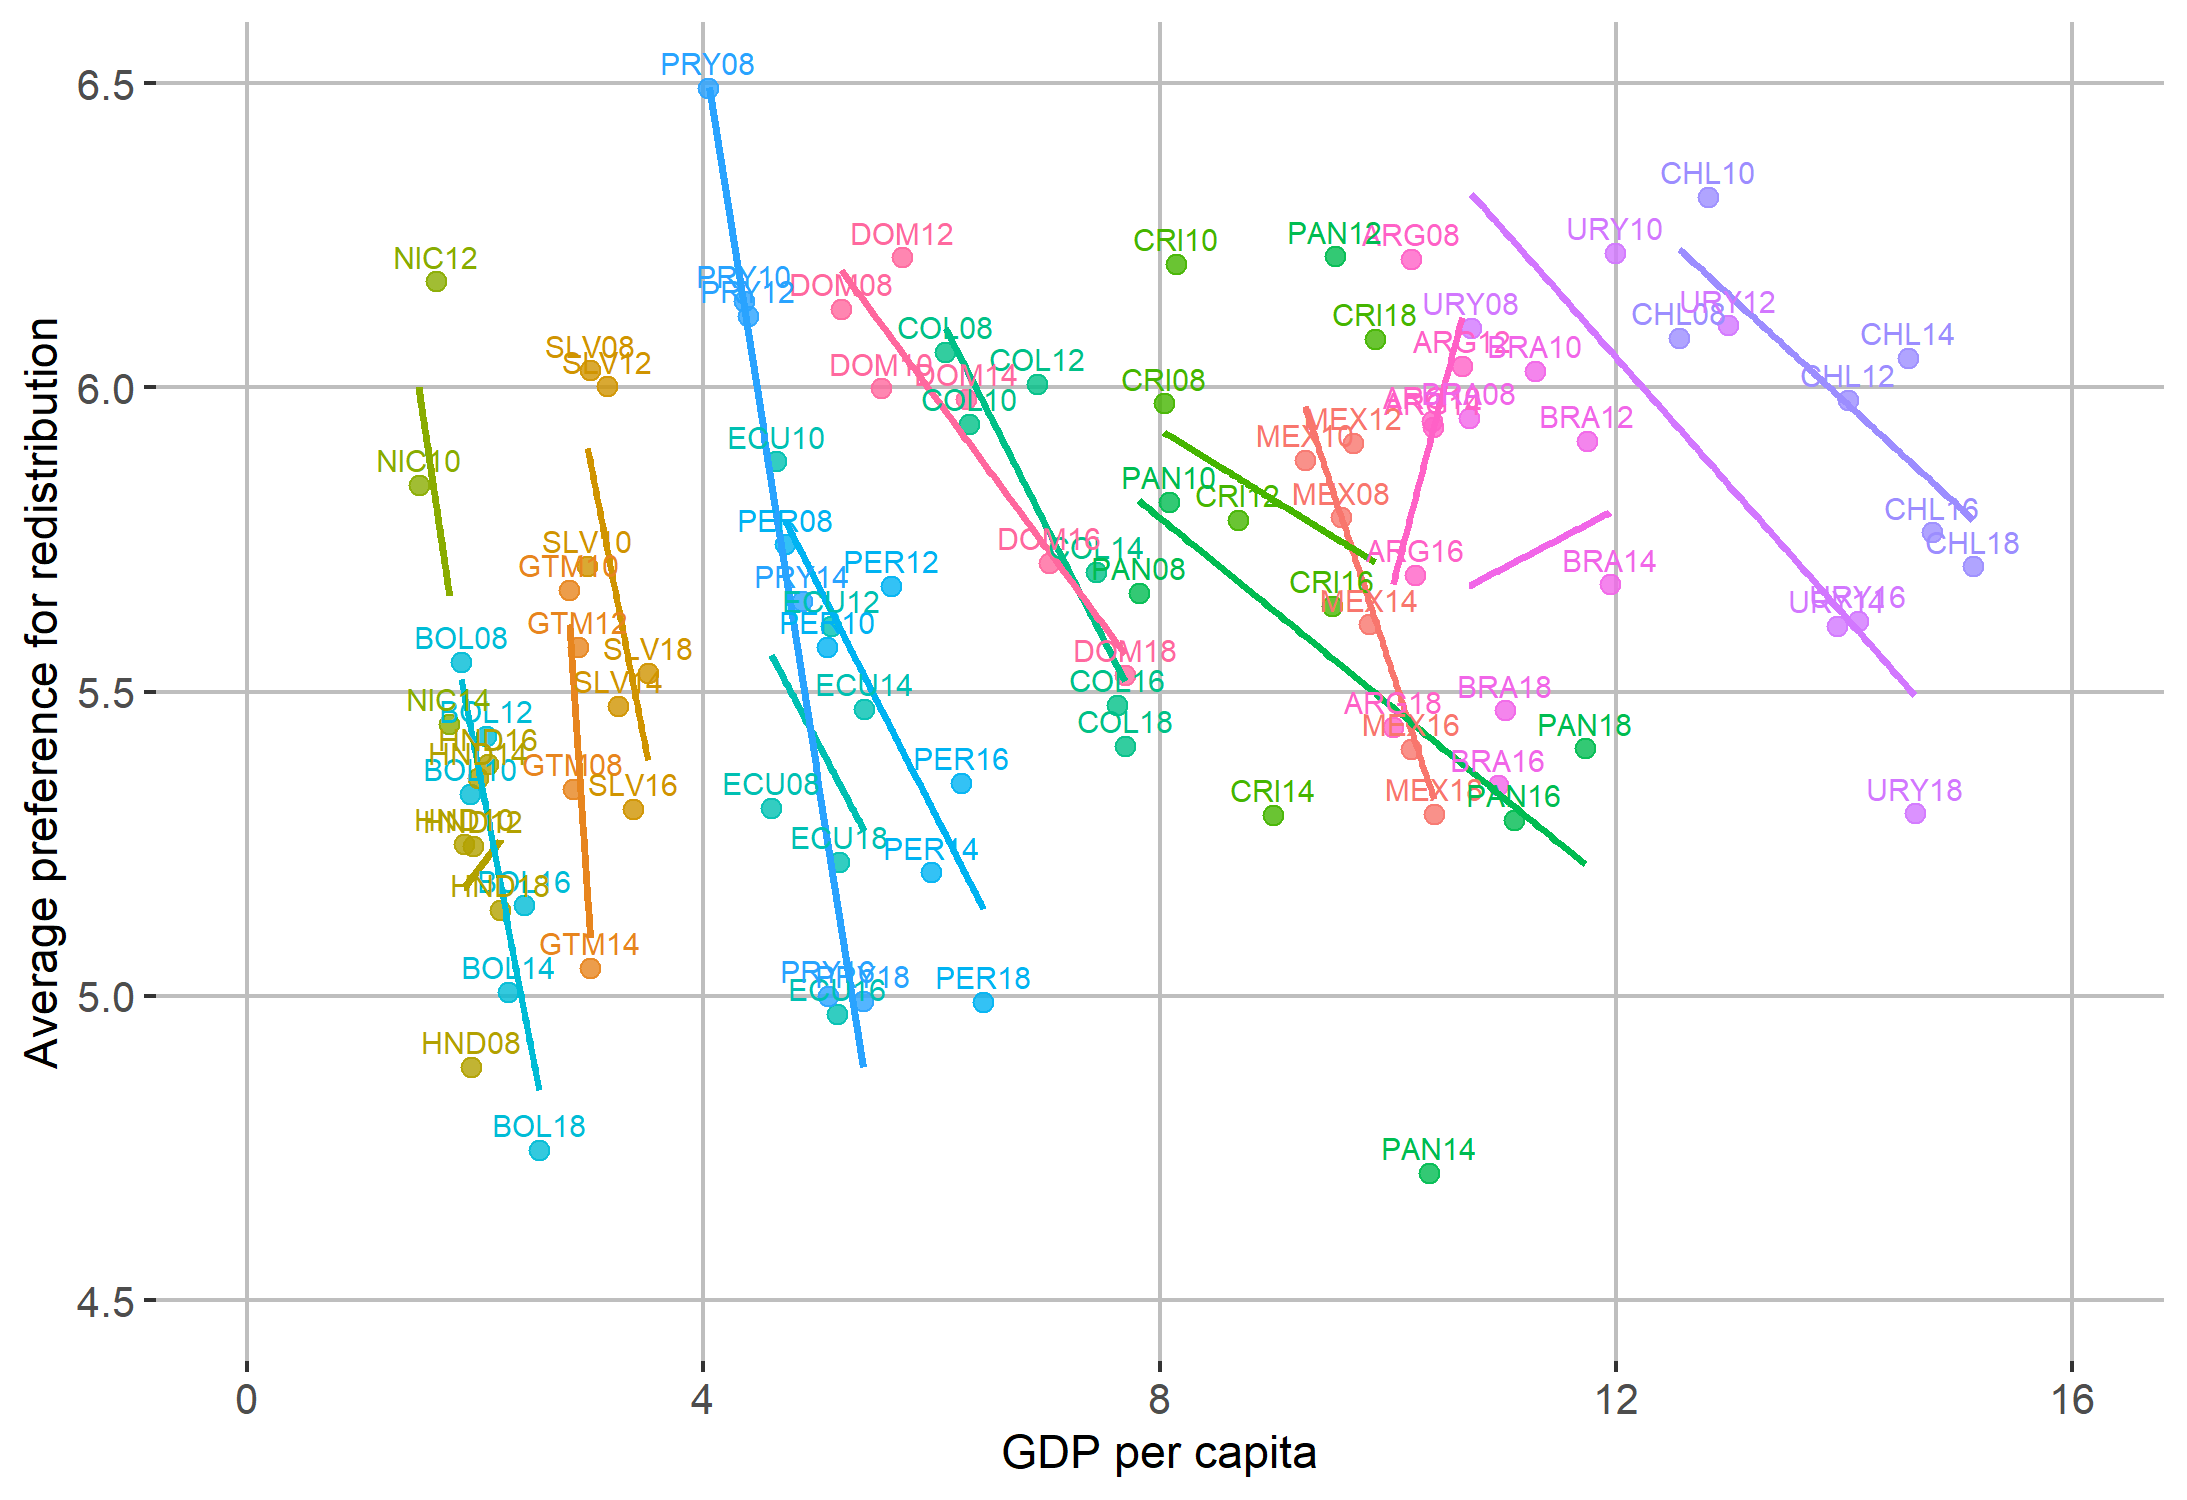 PRY08
6.5
CHL10
URY10
DOM12
PAN12
ARG08
CRI10
NIC12
PRY10
DOM08
PRY12
URY08
URY12
CHL08
CRI18
COL08
CHL14
SLV08
ARG12
BRA10
SLV12
COL12
DOM10
DOM14
CHL12
6.0
CRI08
BRA08
COL10
ARG14
MEX12
BRA12
MEX10
ECU10
NIC10
PAN10
MEX08
CRI12
CHL16
PER08
SLV10
DOM16
CHL18
COL14
ARG16
GTM10
PER12
BRA14
PAN08
PRY14
CRI16
ECU12
MEX14
URY16
URY14
GTM12
PER10
BOL08
SLV18
DOM18
5.5
SLV14
ECU14
COL16
BRA18
NIC14
ARG18
BOL12
COL18
MEX16
PAN18
HND16
HND14
BOL10
GTM08
PER16
BRA16
ECU08
SLV16
CRI14
MEX18
URY18
PAN16
HND10
HND12
ECU18
PER14
BOL16
HND18
GTM14
BOL14
PRY16
PRY18
PER18
5.0
ECU16
HND08
BOL18
PAN14
4.5
0
4
8
12
16
GDP per capita
Average preference for redistribution